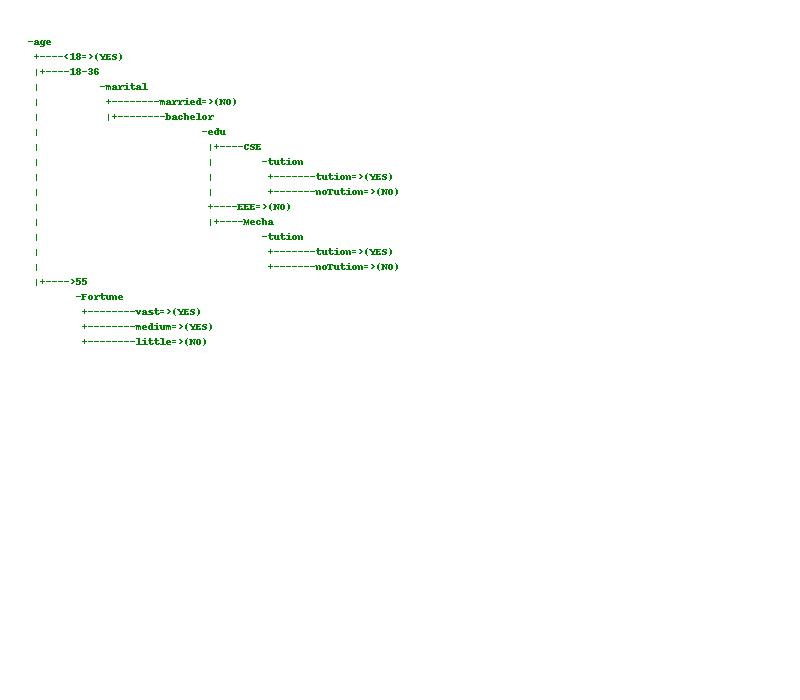 -age
+----<18=>(YES)
|+----18-36
| -marital
| +--------married=>(NO)
| |+--------bachelor
| -edu
| |+----CSE
| | -tution
| | +-------tution=>(YES)
| | +-------noTution=>(NO)
| +----EEE=>(NO)
| |+----Mecha
| -tution
| +-------tution=>(YES)
| +-------noTution=>(NO)
|+---->55
-Fortune
+--------vast=>(YES)
+--------medium=>(YES)
+--------little=>(NO)